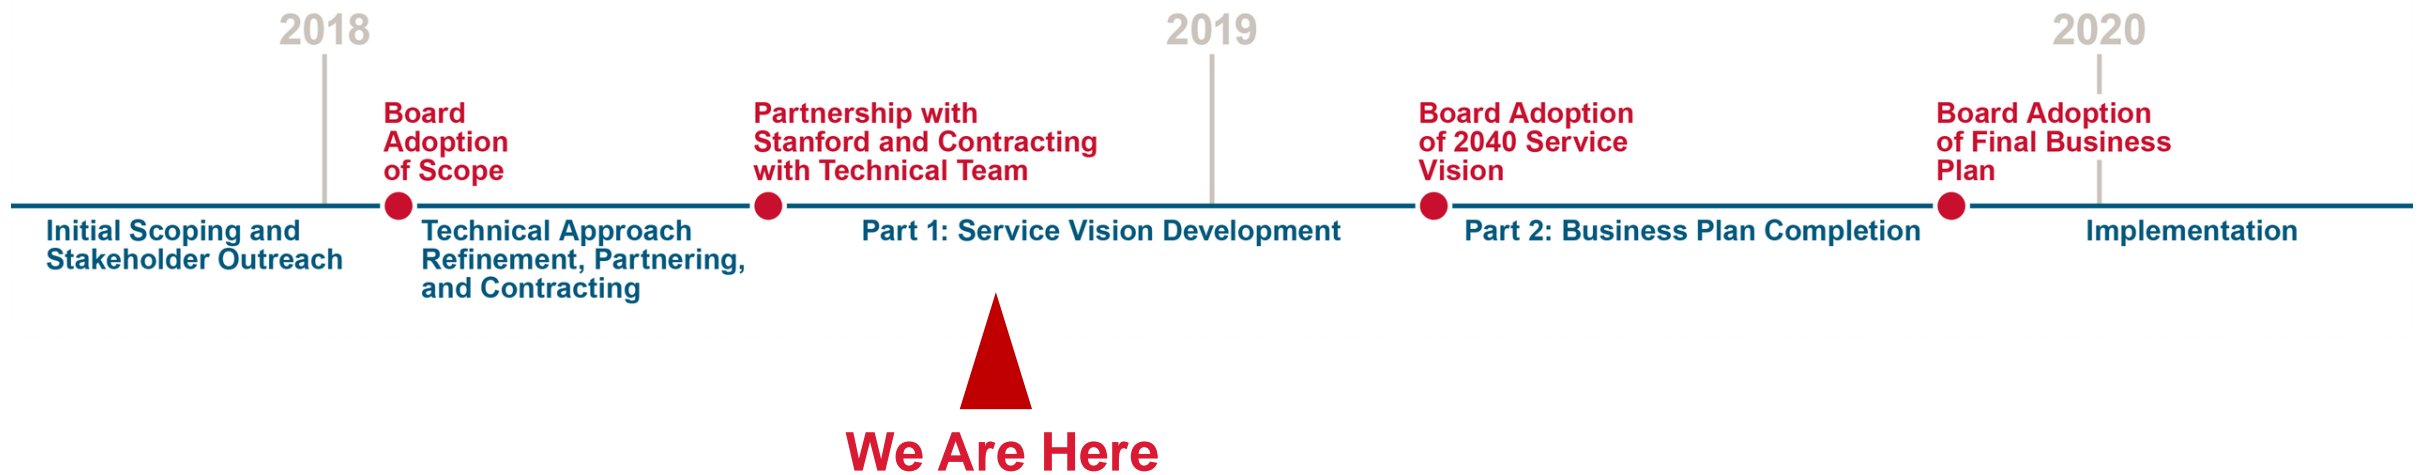 2018
2019
2020
Board
Adoption
of Scope
Partnership with
Stanford and Contracting
with Technical Team
Board Adoption
of 2040 Service
Vision
Board Adoption
of Final Business
Plan
Initial Scoping and
Stakeholder Outreach
Technical Approach
Refinement, Partnering,
and Contracting
Part 1: Service Vision Development
Part 2: Business Plan Completion
Implementation
We Are Here